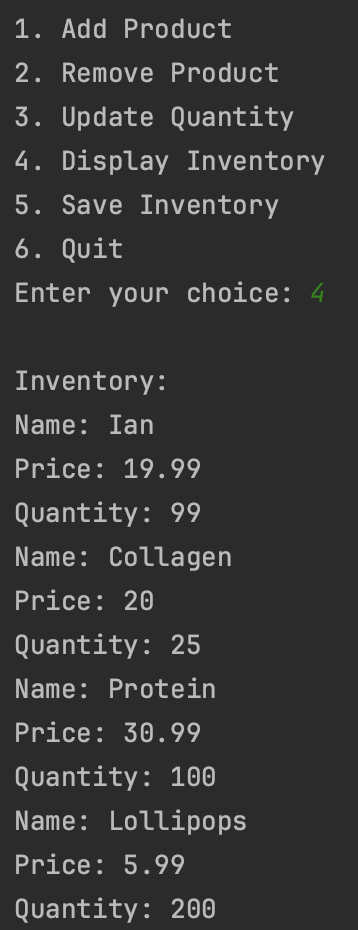 1. Add Product
2. Remove Product
3. Update Quantity
4. Display Inventory
5. Save Inventory
6. Quit
Enter your choice: 4
Inventory:
Name: Ian
Price: 19.99
Quantity: 99
Name: Collagen
Price: 20
Quantity: 25
Name: Protein
Price: 30.99
Quantity: 100
Name: Lollipops
Price: 5.99
Quantity: 200